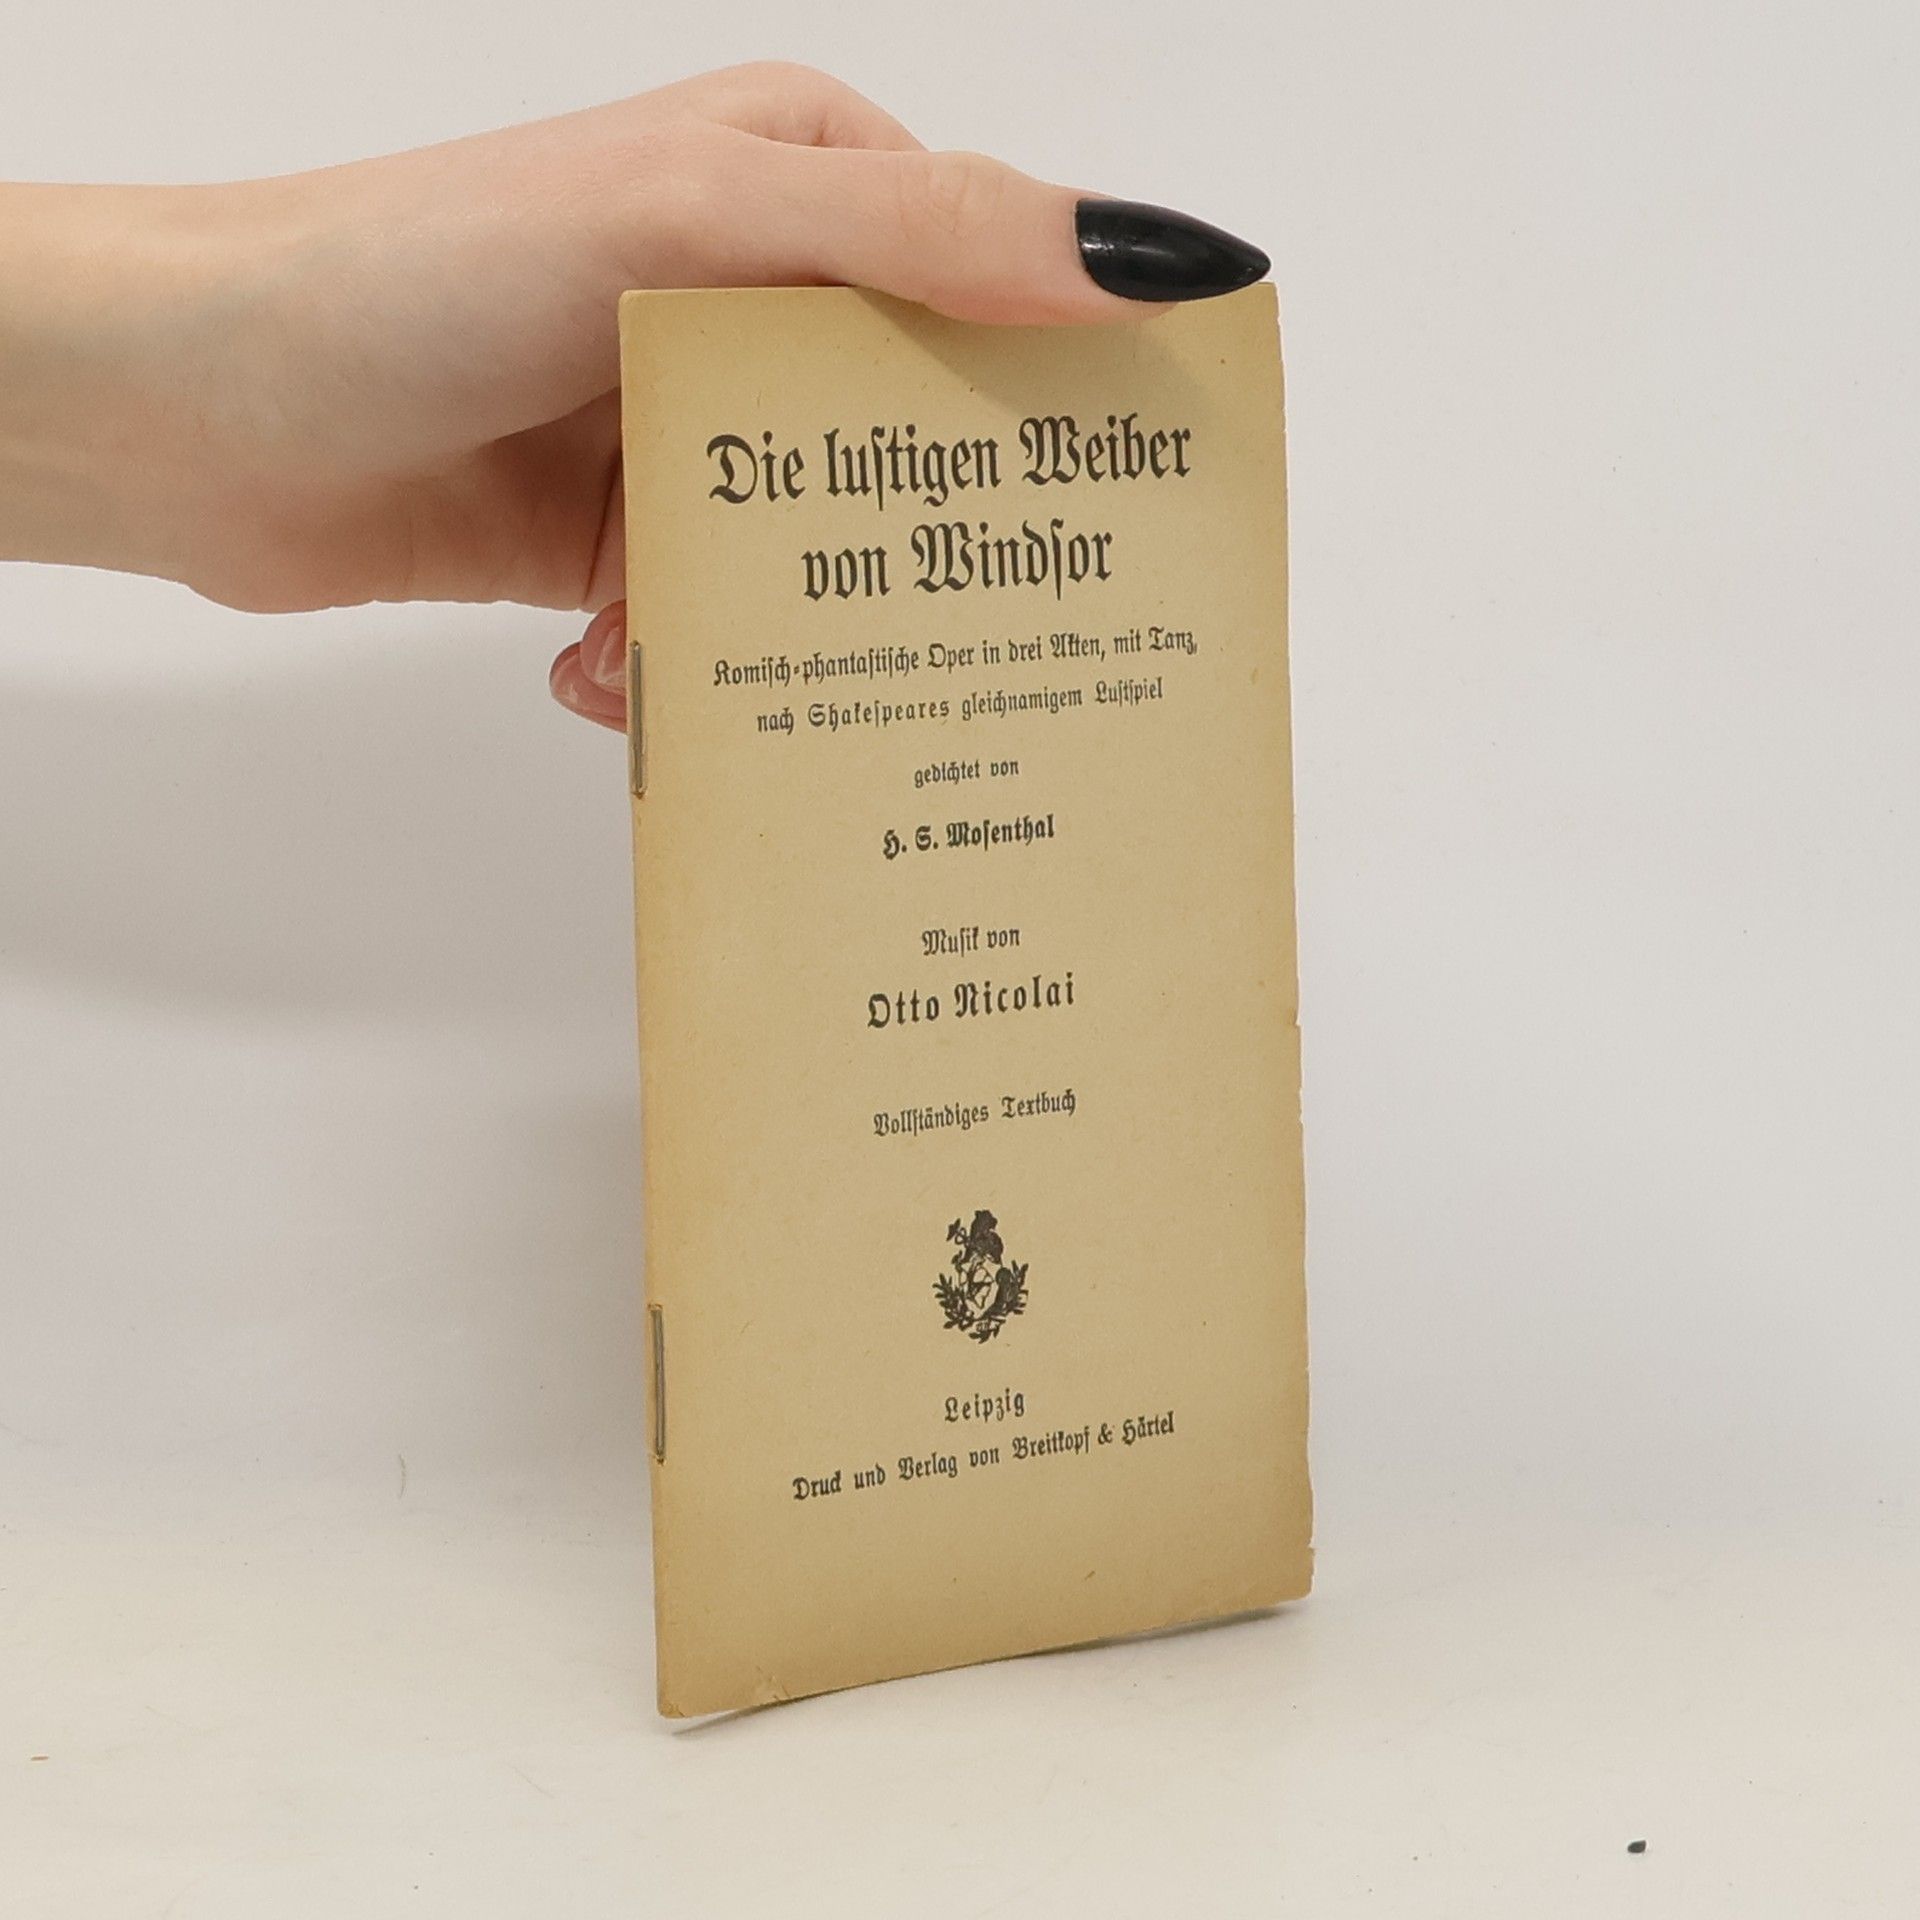 Die luſtigen Weiber
von Windſor
Komiſch-phantaſtiſche Oper in drei Akten, mit Tanz,
nach Shakeſpeares gleichnamigem Luſtſpiel
gedichtet von
H. S. Moſenthal
Muſik von
Otto Nicolai
Vollſtändiges Textbuch
Leipzig
Druck und Verlag von Breitkopf & Härtel